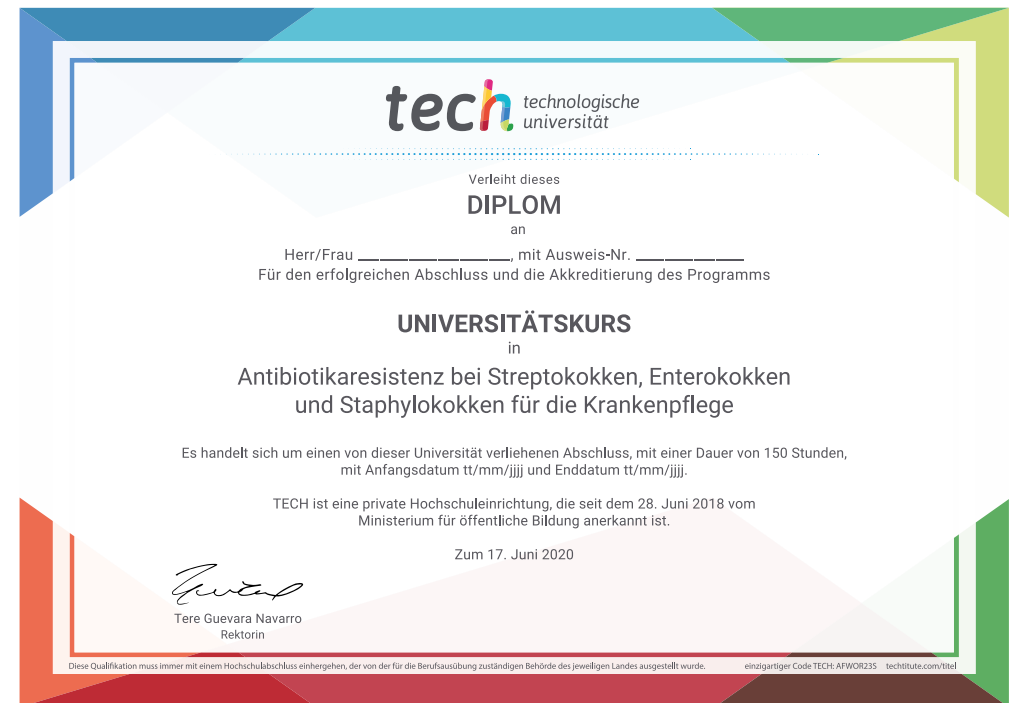 tech technologische
universität
Verleiht dieses
DIPLOM
an
Herr/Frau ____________________, mit Ausweis-Nr. ______________
Für den erfolgreichen Abschluss und die Akkreditierung des Programms
UNIVERSITÄTSKURS
in
Antibiotikaresistenz bei Streptokokken, Enterokokken
und Staphylokokken für die Krankenpflege
Es handelt sich um einen von dieser Universität verliehenen Abschluss, mit einer Dauer von 150 Stunden,
mit Anfangsdatum tt/mm/jjjj und Enddatum tt/mm/jjjj.
TECH ist eine private Hochschuleinrichtung, die seit dem 28. Juni 2018 vom
Ministerium für öffentliche Bildung anerkannt ist.
Zum 17. Juni 2020
Tere Guevara Navarro
Rektorin
Diese Qualifikation muss immer mit einem Hochschulabschluss einhergehen, der von der für die Berufsausübung zuständigen Behörde des jeweiligen Landes ausgestellt wurde. einzigartiger Code TECH: AFWOR23S techtitute.com/titel